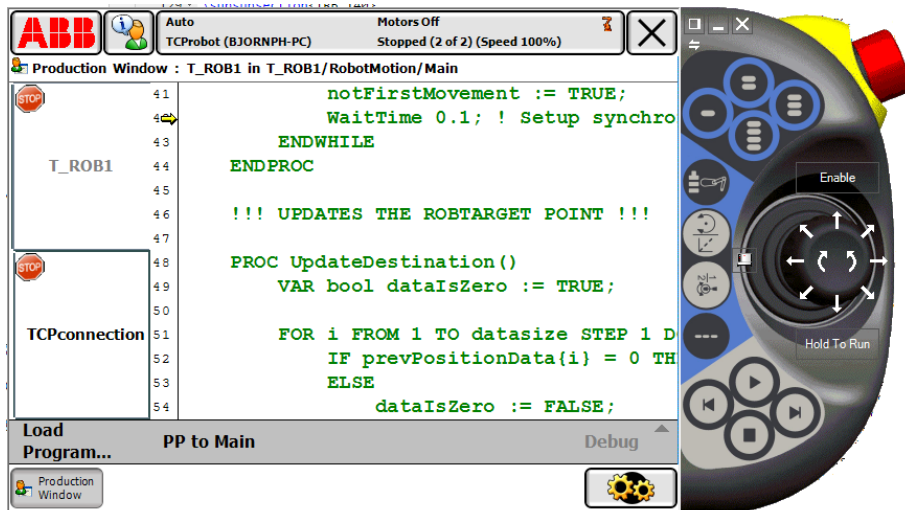 ABB
Auto
TCProbot (BJORNPH-PC)
Motors Off
Stopped (2 of 2) (Speed 100%)
Production Window : T_ROB1 in T_ROB1/RobotMotion/Main
STOP
T_ROB1
STOP
TCPconnection
41 notFirstMovement := TRUE;
WaitTime 0.1; ! Setup synchro
43 ENDWHILE
44 ENDPROC
45
46 !!! UPDATES THE ROBTARGET POINT !!!
47
48 PROC UpdateDestination()
49 VAR bool dataIsZero := TRUE;
50
51 FOR i FROM 1 TO datasize STEP 1 D
52 IF prevPositionData{i} = 0 TH
53 ELSE
54 dataIsZero := FALSE;
Load
Program...
PP to Main
Debug
Production
Window
Enable
Hold To Run